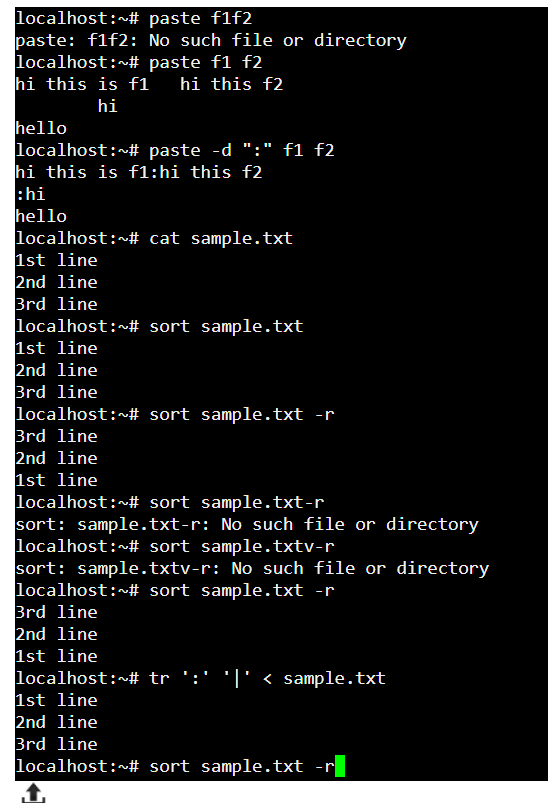 localhost:~# paste f1f2
paste: f1f2: No such file or directory
localhost:~# paste f1 f2
hi this is f1   hi this f2
        hi
hello
localhost:~# paste -d ":" f1 f2
hi this is f1:hi this f2
:hi
hello
localhost:~# cat sample.txt
1st line
2nd line
3rd line
localhost:~# sort sample.txt
1st line
2nd line
3rd line
localhost:~# sort sample.txt -r
3rd line
2nd line
1st line
localhost:~# sort sample.txt-r
sort: sample.txt-r: No such file or directory
localhost:~# sort sample.txtv-r
sort: sample.txtv-r: No such file or directory
localhost:~# sort sample.txt -r
3rd line
2nd line
1st line
localhost:~# tr ':' '|' < sample.txt
1st line
2nd line
3rd line
localhost:~# sort sample.txt -r